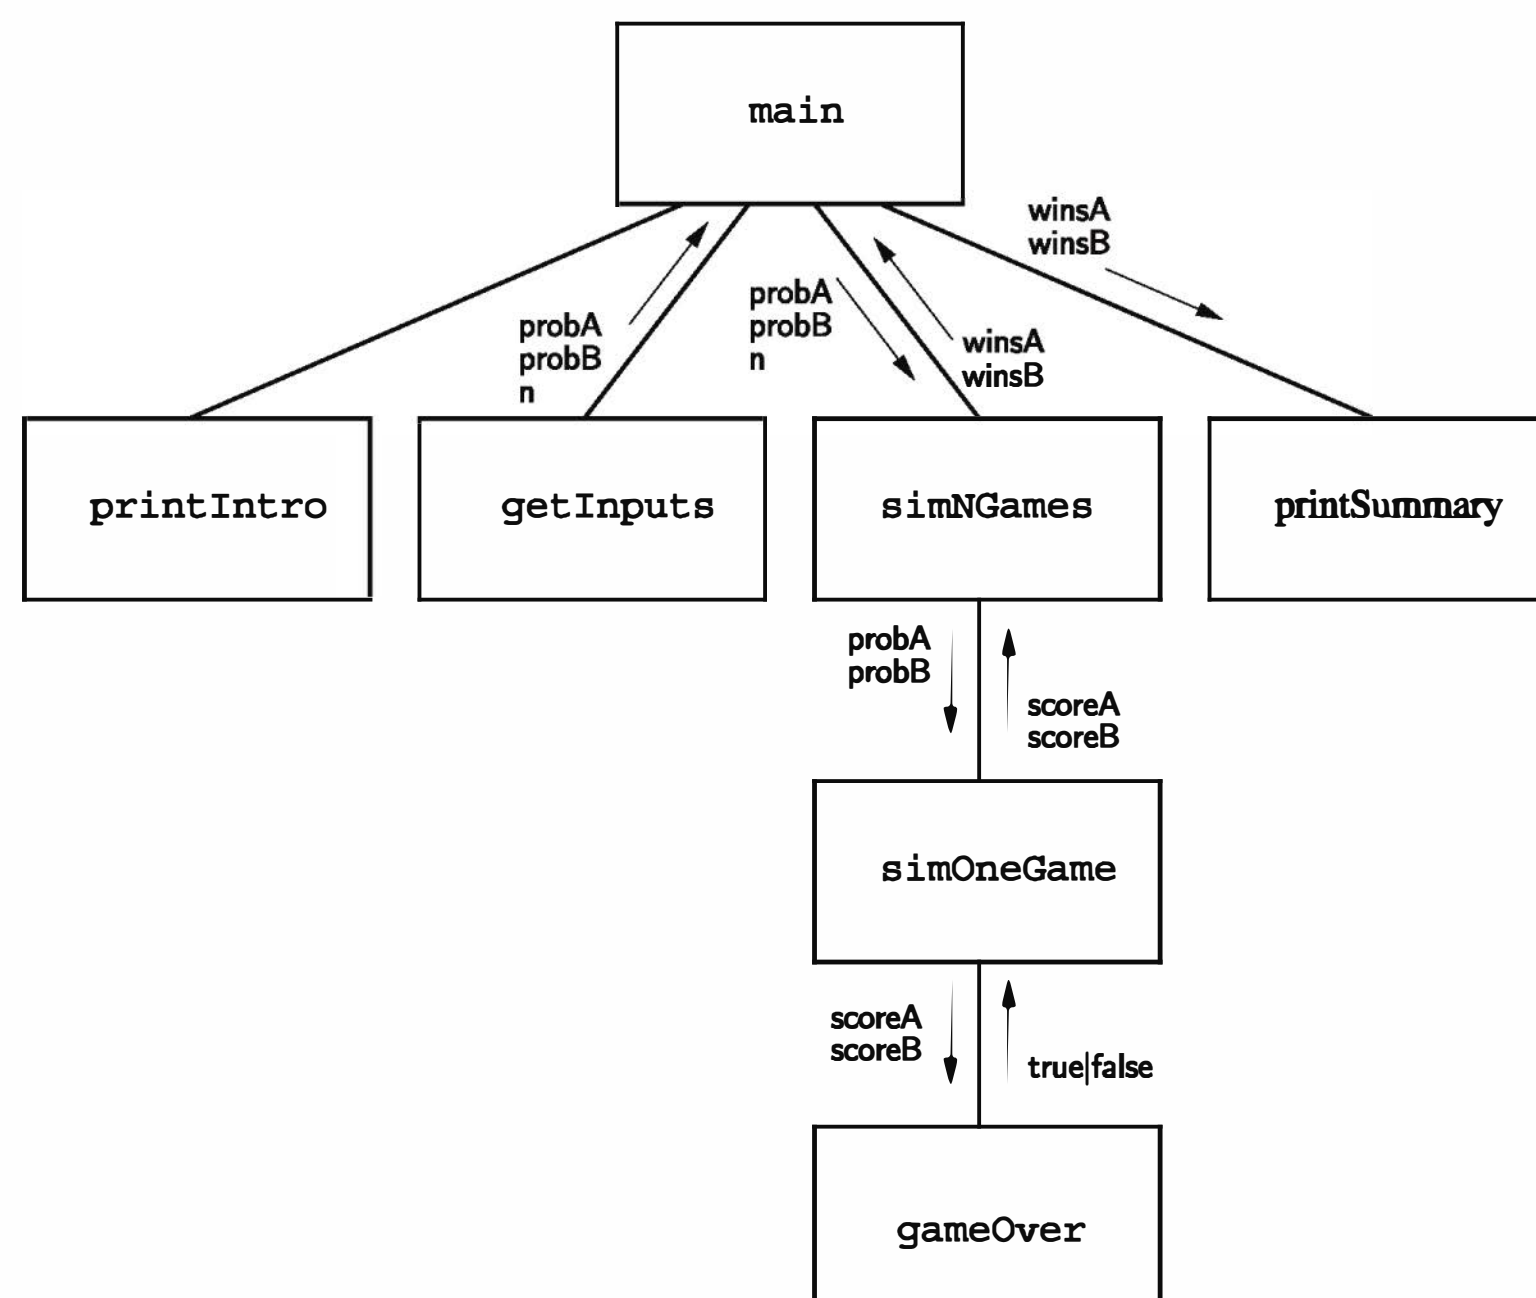 main
winsA
winsB
probA
probB
n
probA
probB
n
winsA
winsB
printIntro
getInputs
simNGames
printSummary
probA
probB
scoreA
scoreB
simOneGame
scoreA
scoreB
true|false
gameOver